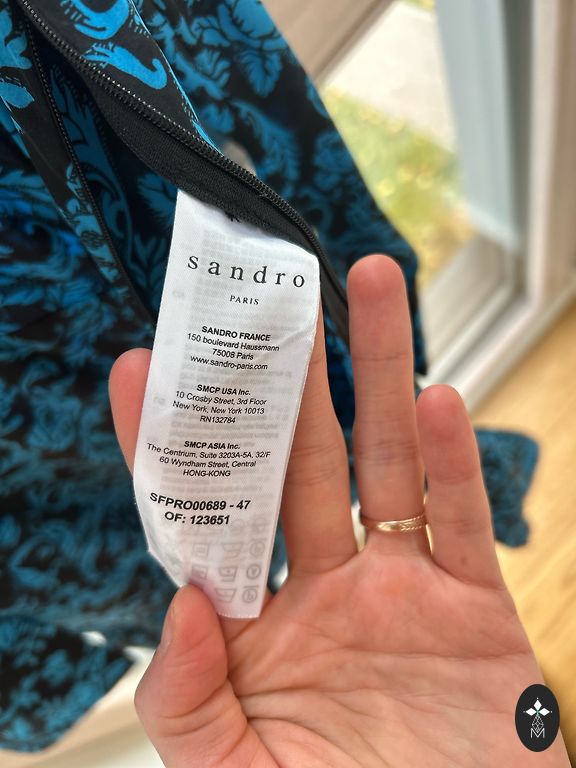 sandro
PARIS
SANDRO FRANCE
150 boulevard Haussmann
75008 Paris
www.sandro-paris.com
SMCP USA Inc.
10 Crosby Street, 3rd Floor
New York, New York 10013
RN132784
SMCP ASIA Inc.
The Centrium, Suite 3203A-5A, 32/F
60 Wyndham Street, Central
HONG-KONG
SFPRO00689 - 47
OF: 123651